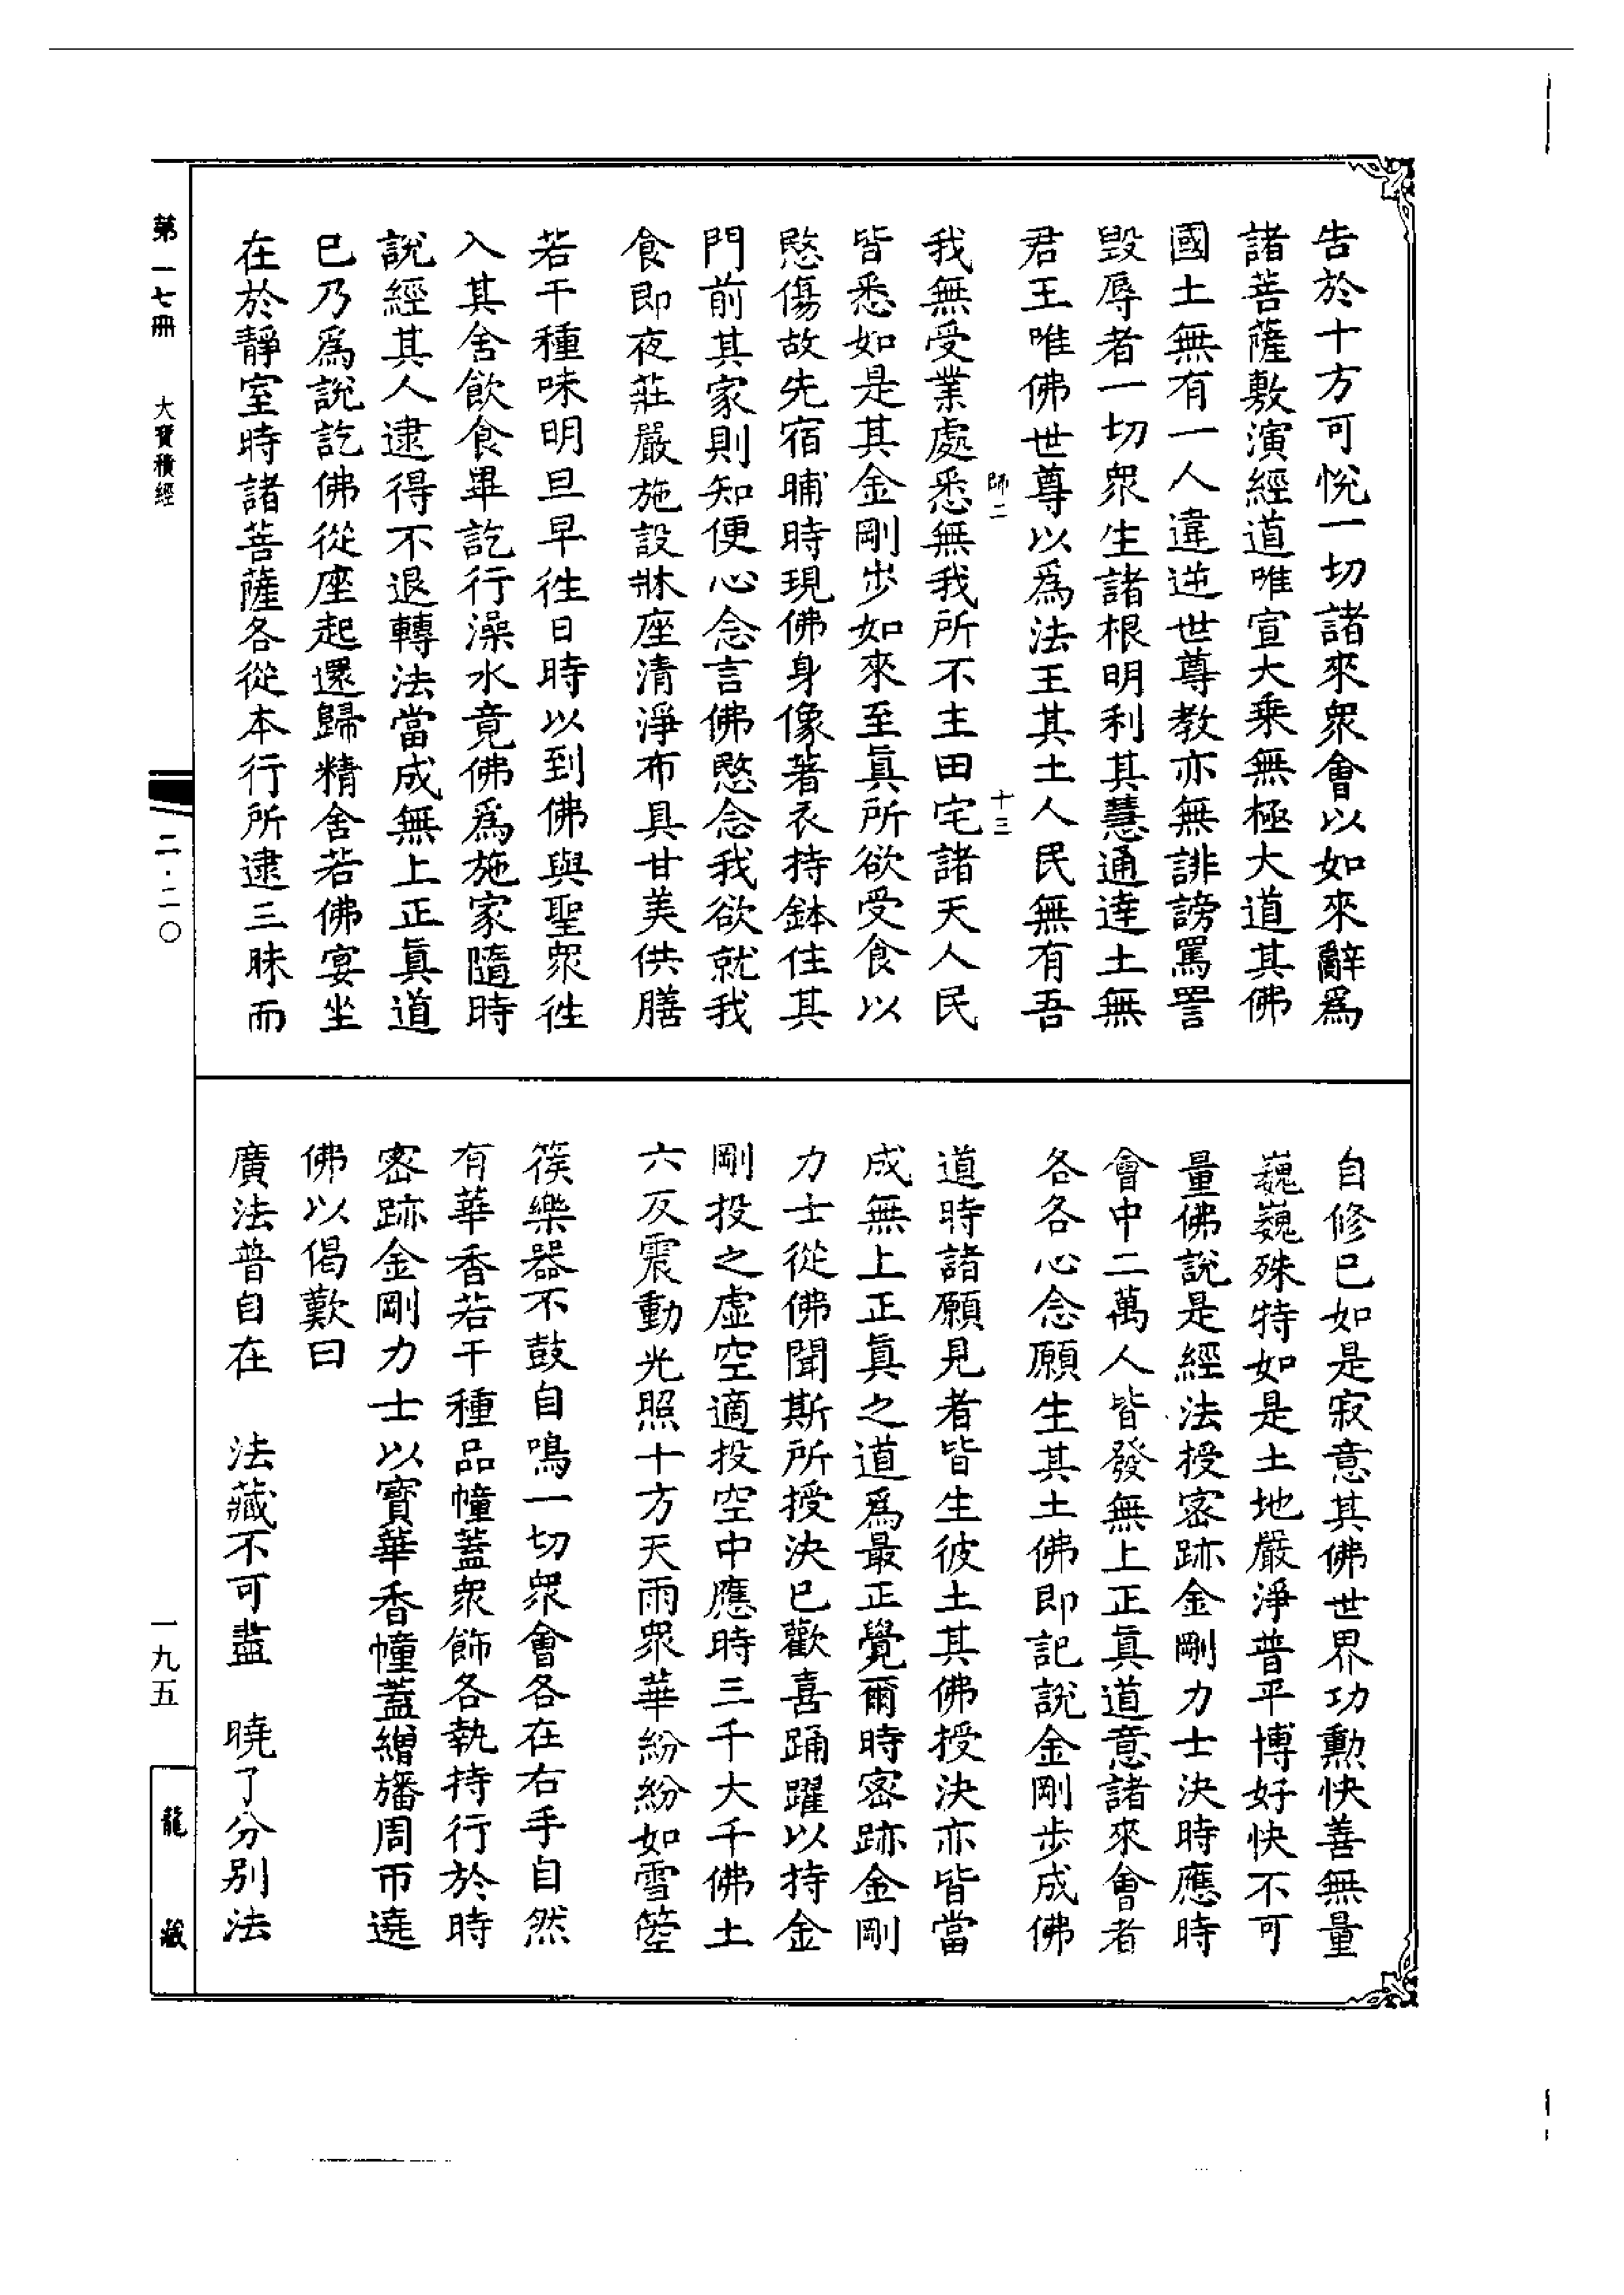 告於十方可悅一切諸來眾會以如來辭爲
諸菩薩敷演經道唯宣大乘無極大道其佛
國土無有一人違逆世尊教亦無誹謗罵詈
毀辱者一切眾生諸根明利其慧通達土無
君王唯佛世尊以爲法王其土人民無有吾
師二
十三
我無受業處悉無我所不主田宅諸天人民
皆悉如是其金剛步如來至眞所欲受食以
愍傷故先宿晡時現佛身像著衣持鉢住其
門前其家則知便心念言佛愍念我欲就我
食即夜莊嚴施設牀座清淨布具甘美供膳
若干種味明旦早往日時以到佛與聖眾往
入其舍飲食畢訖行澡水竟佛爲施家隨時
說經其人逮得不退轉法當成無上正眞道
已乃爲說訖佛從座起還歸精舍若佛宴坐
在於靜室時諸菩薩各從本行所逮三昧而
自修已如是寂意其佛世界功勳快善無量
巍巍殊特如是土地嚴淨普平博好快不可
量佛說是經法授密跡金剛力士決時應時
會中二萬人皆發無上正眞道意諸來會者
各各心念願生其土佛即記說金剛步成佛
道時諸願見者皆生彼土其佛授決亦皆當
成無上正眞之道爲最正覺爾時密跡金剛
力士從佛聞斯所授決已歡喜踊躍以持金
剛投之虛空適投空中應時三千大千佛土
六反震動光照十方天雨眾華紛紛如雪箜
篌樂器不鼓自鳴一切眾會各在右手自然
有華香若干種品幢蓋眾飾各執持行於時
密跡金剛力士以寶華香幢蓋繒旛周帀遶
佛以偈歎曰
廣法普自在　法藏不可盡　曉了分別法
第一七冊　大寶積經
二·二〇
一九五
龍藏